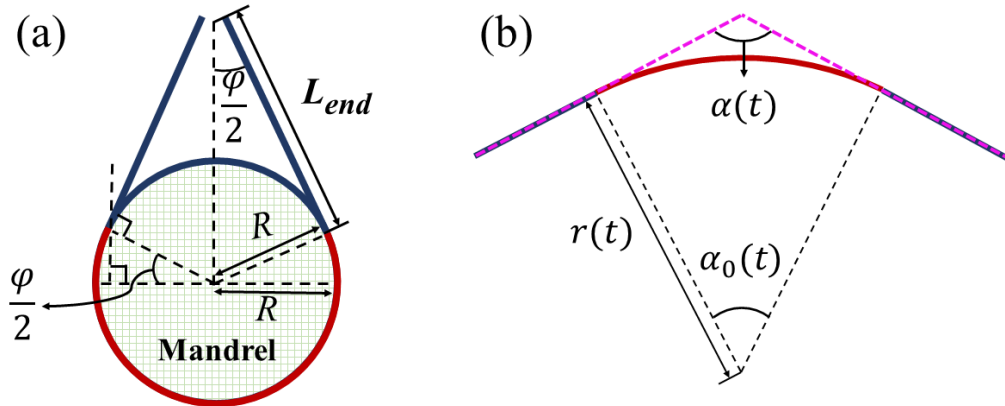 (a)
φ/2
L_end
R
R
φ/2
Mandrel
(b)
α(t)
r(t)
α₀(t)